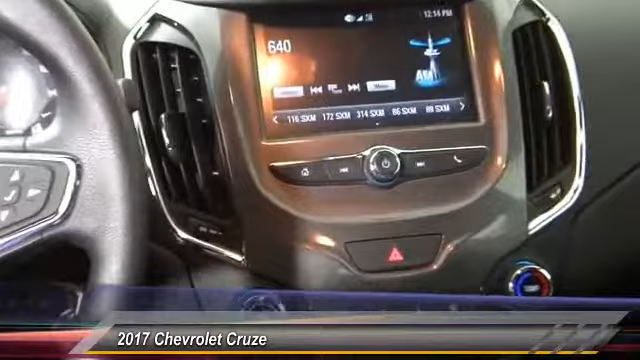 12:14 PM
640
AM
116 SXM 172 SXM 314 SXM 86 SXM 89 SXM
2017 Chevrolet Cruze